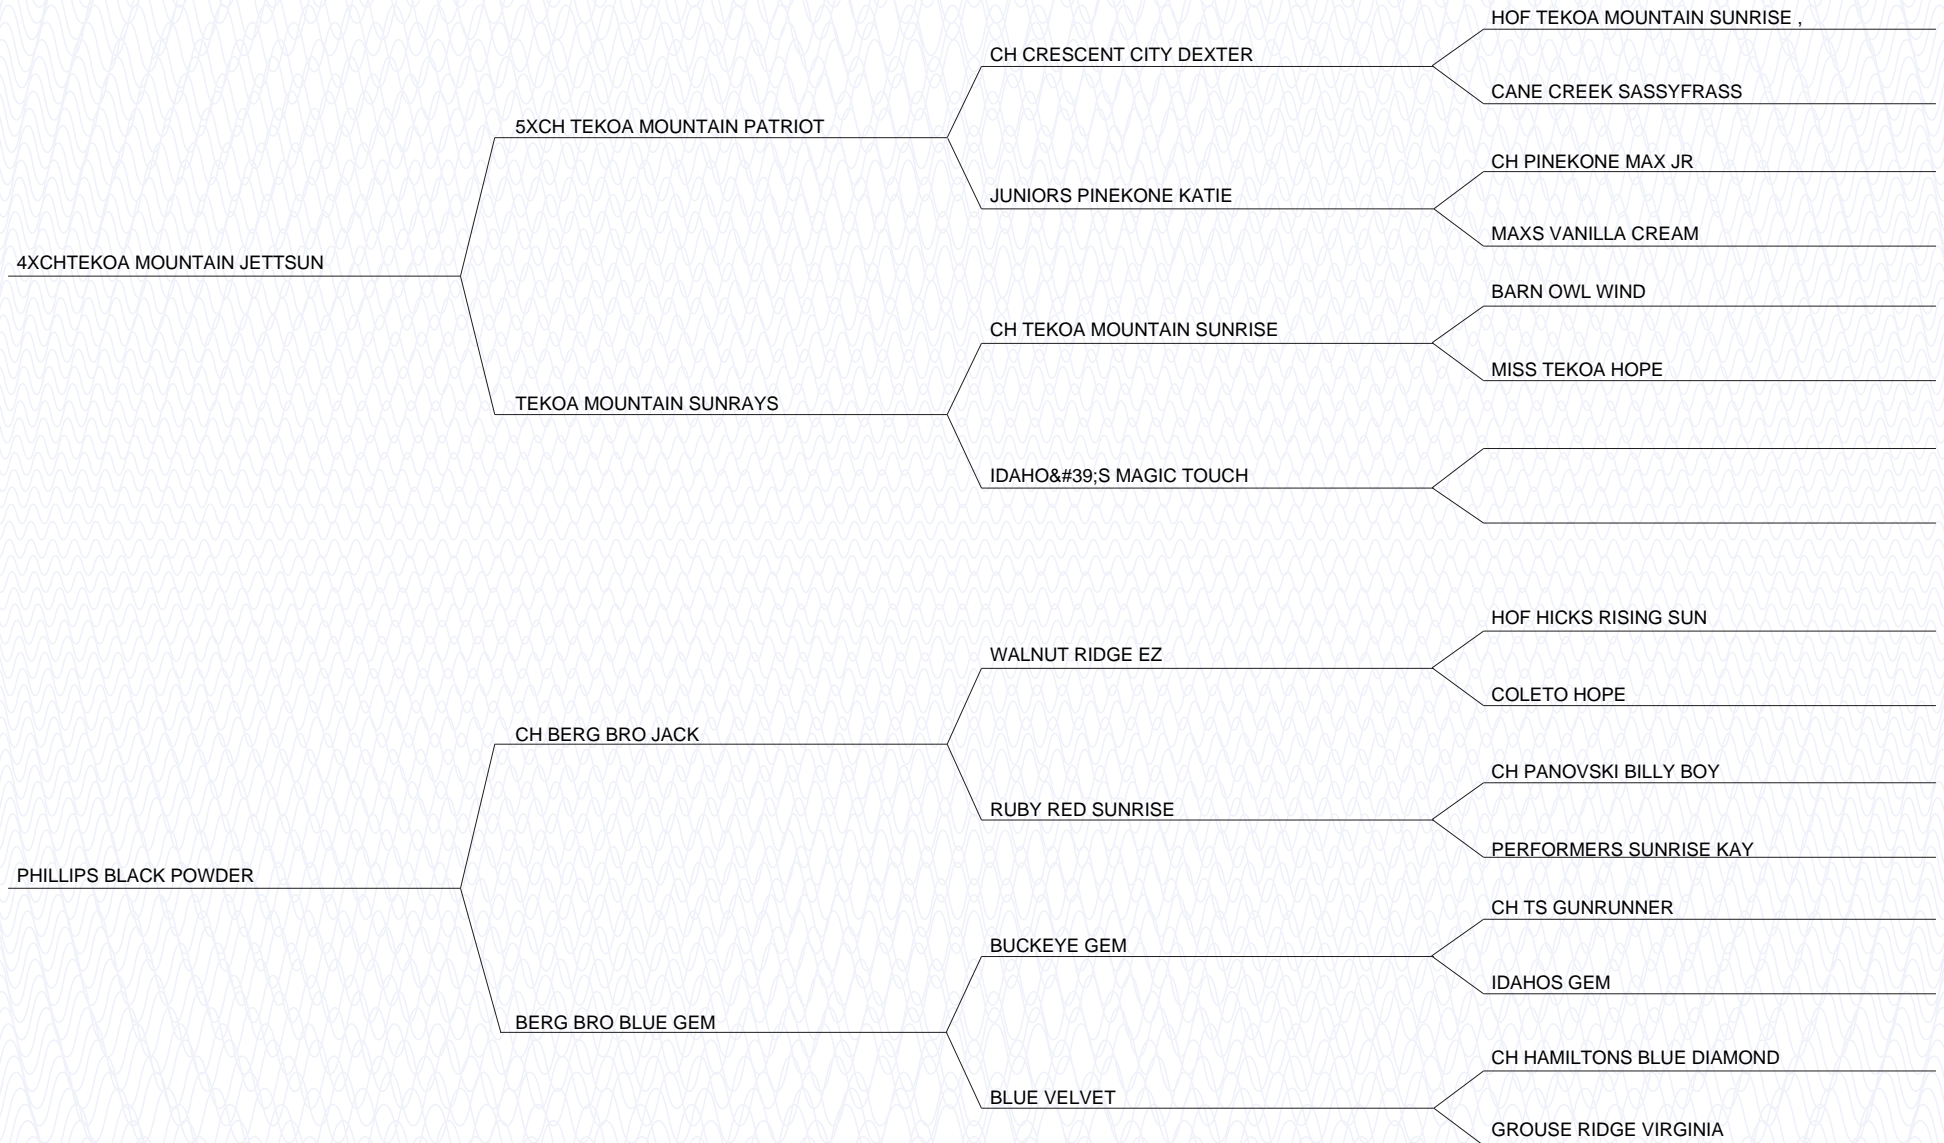 HOF TEKOA MOUNTAIN SUNRISE ,
CH CRESCENT CITY DEXTER
CANE CREEK SASSYFRASS
5XCH TEKOA MOUNTAIN PATRIOT
CH PINEKONE MAX JR
JUNIORS PINEKONE KATIE
MAXS VANILLA CREAM
4XCHTEKOA MOUNTAIN JETTSUN
BARN OWL WIND
CH TEKOA MOUNTAIN SUNRISE
MISS TEKOA HOPE
TEKOA MOUNTAIN SUNRAYS
IDAHO&#39;S MAGIC TOUCH
HOF HICKS RISING SUN
WALNUT RIDGE EZ
COLETO HOPE
CH BERG BRO JACK
CH PANOVSKI BILLY BOY
RUBY RED SUNRISE
PERFORMERS SUNRISE KAY
PHILLIPS BLACK POWDER
CH TS GUNRUNNER
BUCKEYE GEM
IDAHOS GEM
BERG BRO BLUE GEM
CH HAMILTONS BLUE DIAMOND
BLUE VELVET
GROUSE RIDGE VIRGINIA